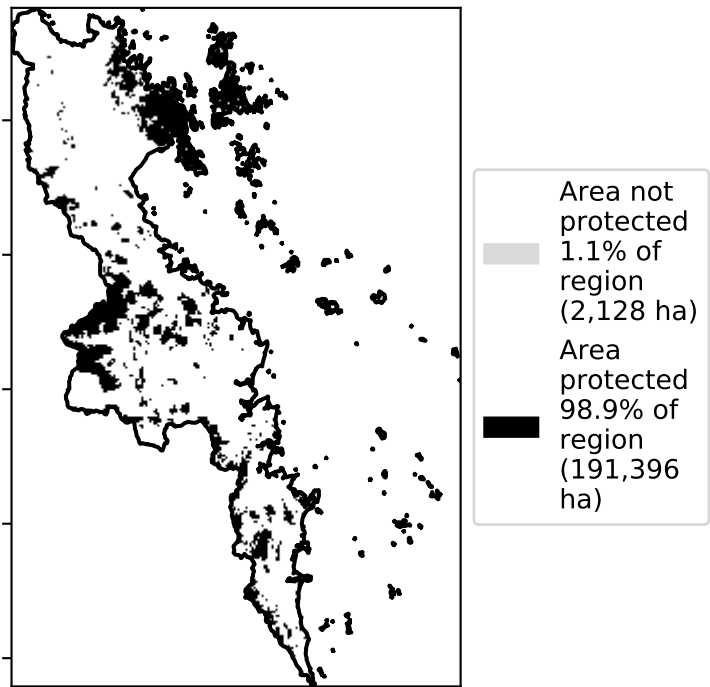 Area not
protected
1.1% of
region
(2,128 ha)
Area
protected
98.9% of
region
(191,396
ha)